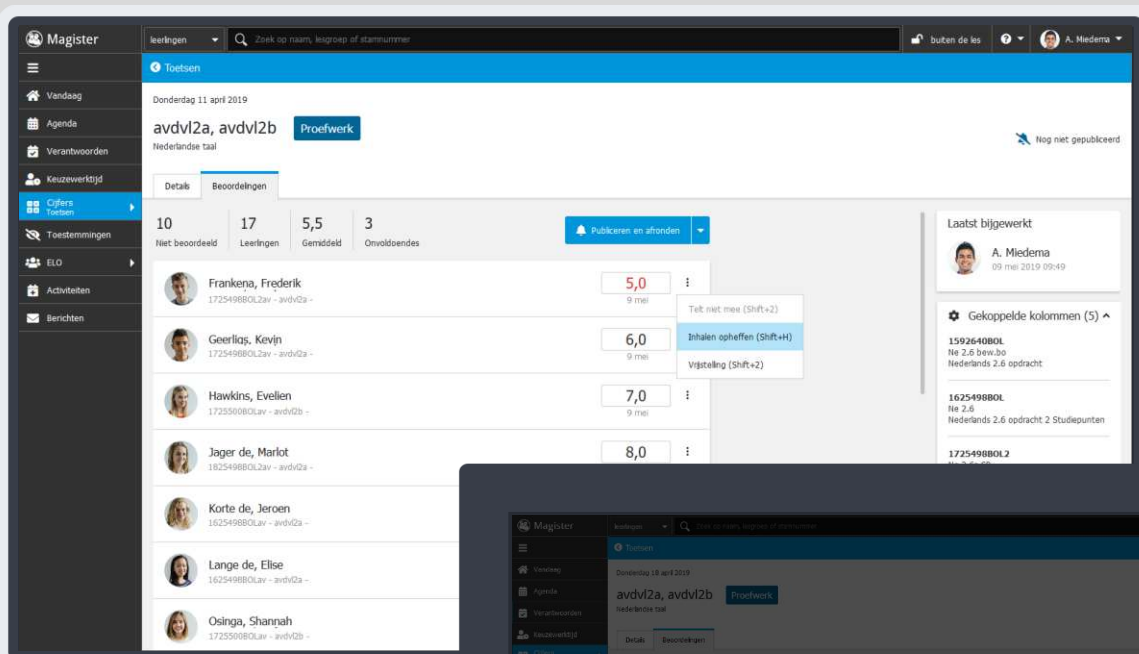 Magister
leerlingen
Zoek op naam, lesgroep of stamnummer
buiten de les
A. Miedema
Toetsen
Vandaag
Agenda
Verantwoorden
Keuzewerktijd
Cijfers
Toetsen
Toestemmingen
ELO
Activiteiten
Berichten
Donderdag 11 april 2019
avdvl2a, avdvl2b Proefwerk
Nederlandse taal
Nog niet gepubliceerd
Details Beoordelingen
10 17 5,5 3
Niet beoordeeld Leerlingen Gemiddeld Onvoldoendes
Publiceren en afronden
Frankena, Frederik
1725498BOL2av - avdvl2a -
5,0
9 mei
Geerligs, Kevin
1725498BOL2av - avdvl2a -
6,0
9 mei
Hawkins, Evelien
1725500BOLav - avdvl2b -
7,0
9 mei
Jager de, Marlot
1825498BOL2av - avdvl2a -
8,0
Korte de, Jeroen
1625498BOLav - avdvl2a -
Lange de, Elise
1625498BOLav - avdvl2a -
Osinga, Shannah
1725500BOLav - avdvl2b -
Telt niet mee (Shift+2)
Inhalen opheffen (Shift+H)
Vrijstelling (Shift+2)
Laatst bijgewerkt
A. Miedema
09 mei 2019 09:49
Gekoppelde kolommen (5)
1592640BOL
Ne 2.6 bew.bo
Nederlands 2.6 opdracht
1625498BOL
Ne 2.6
Nederlands 2.6 opdracht 2 Studiepunten
1725498BOL2
Magister
leerlingen
Zoek op naam, lesgroep of stamnummer
Toetsen
Vandaag
Agenda
Verantwoorden
Keuzewerktijd
Cijfers
Donderdag 18 april 2019
avdvl2a, avdvl2b Proefwerk
Nederlandse taal
Details Beoordelingen